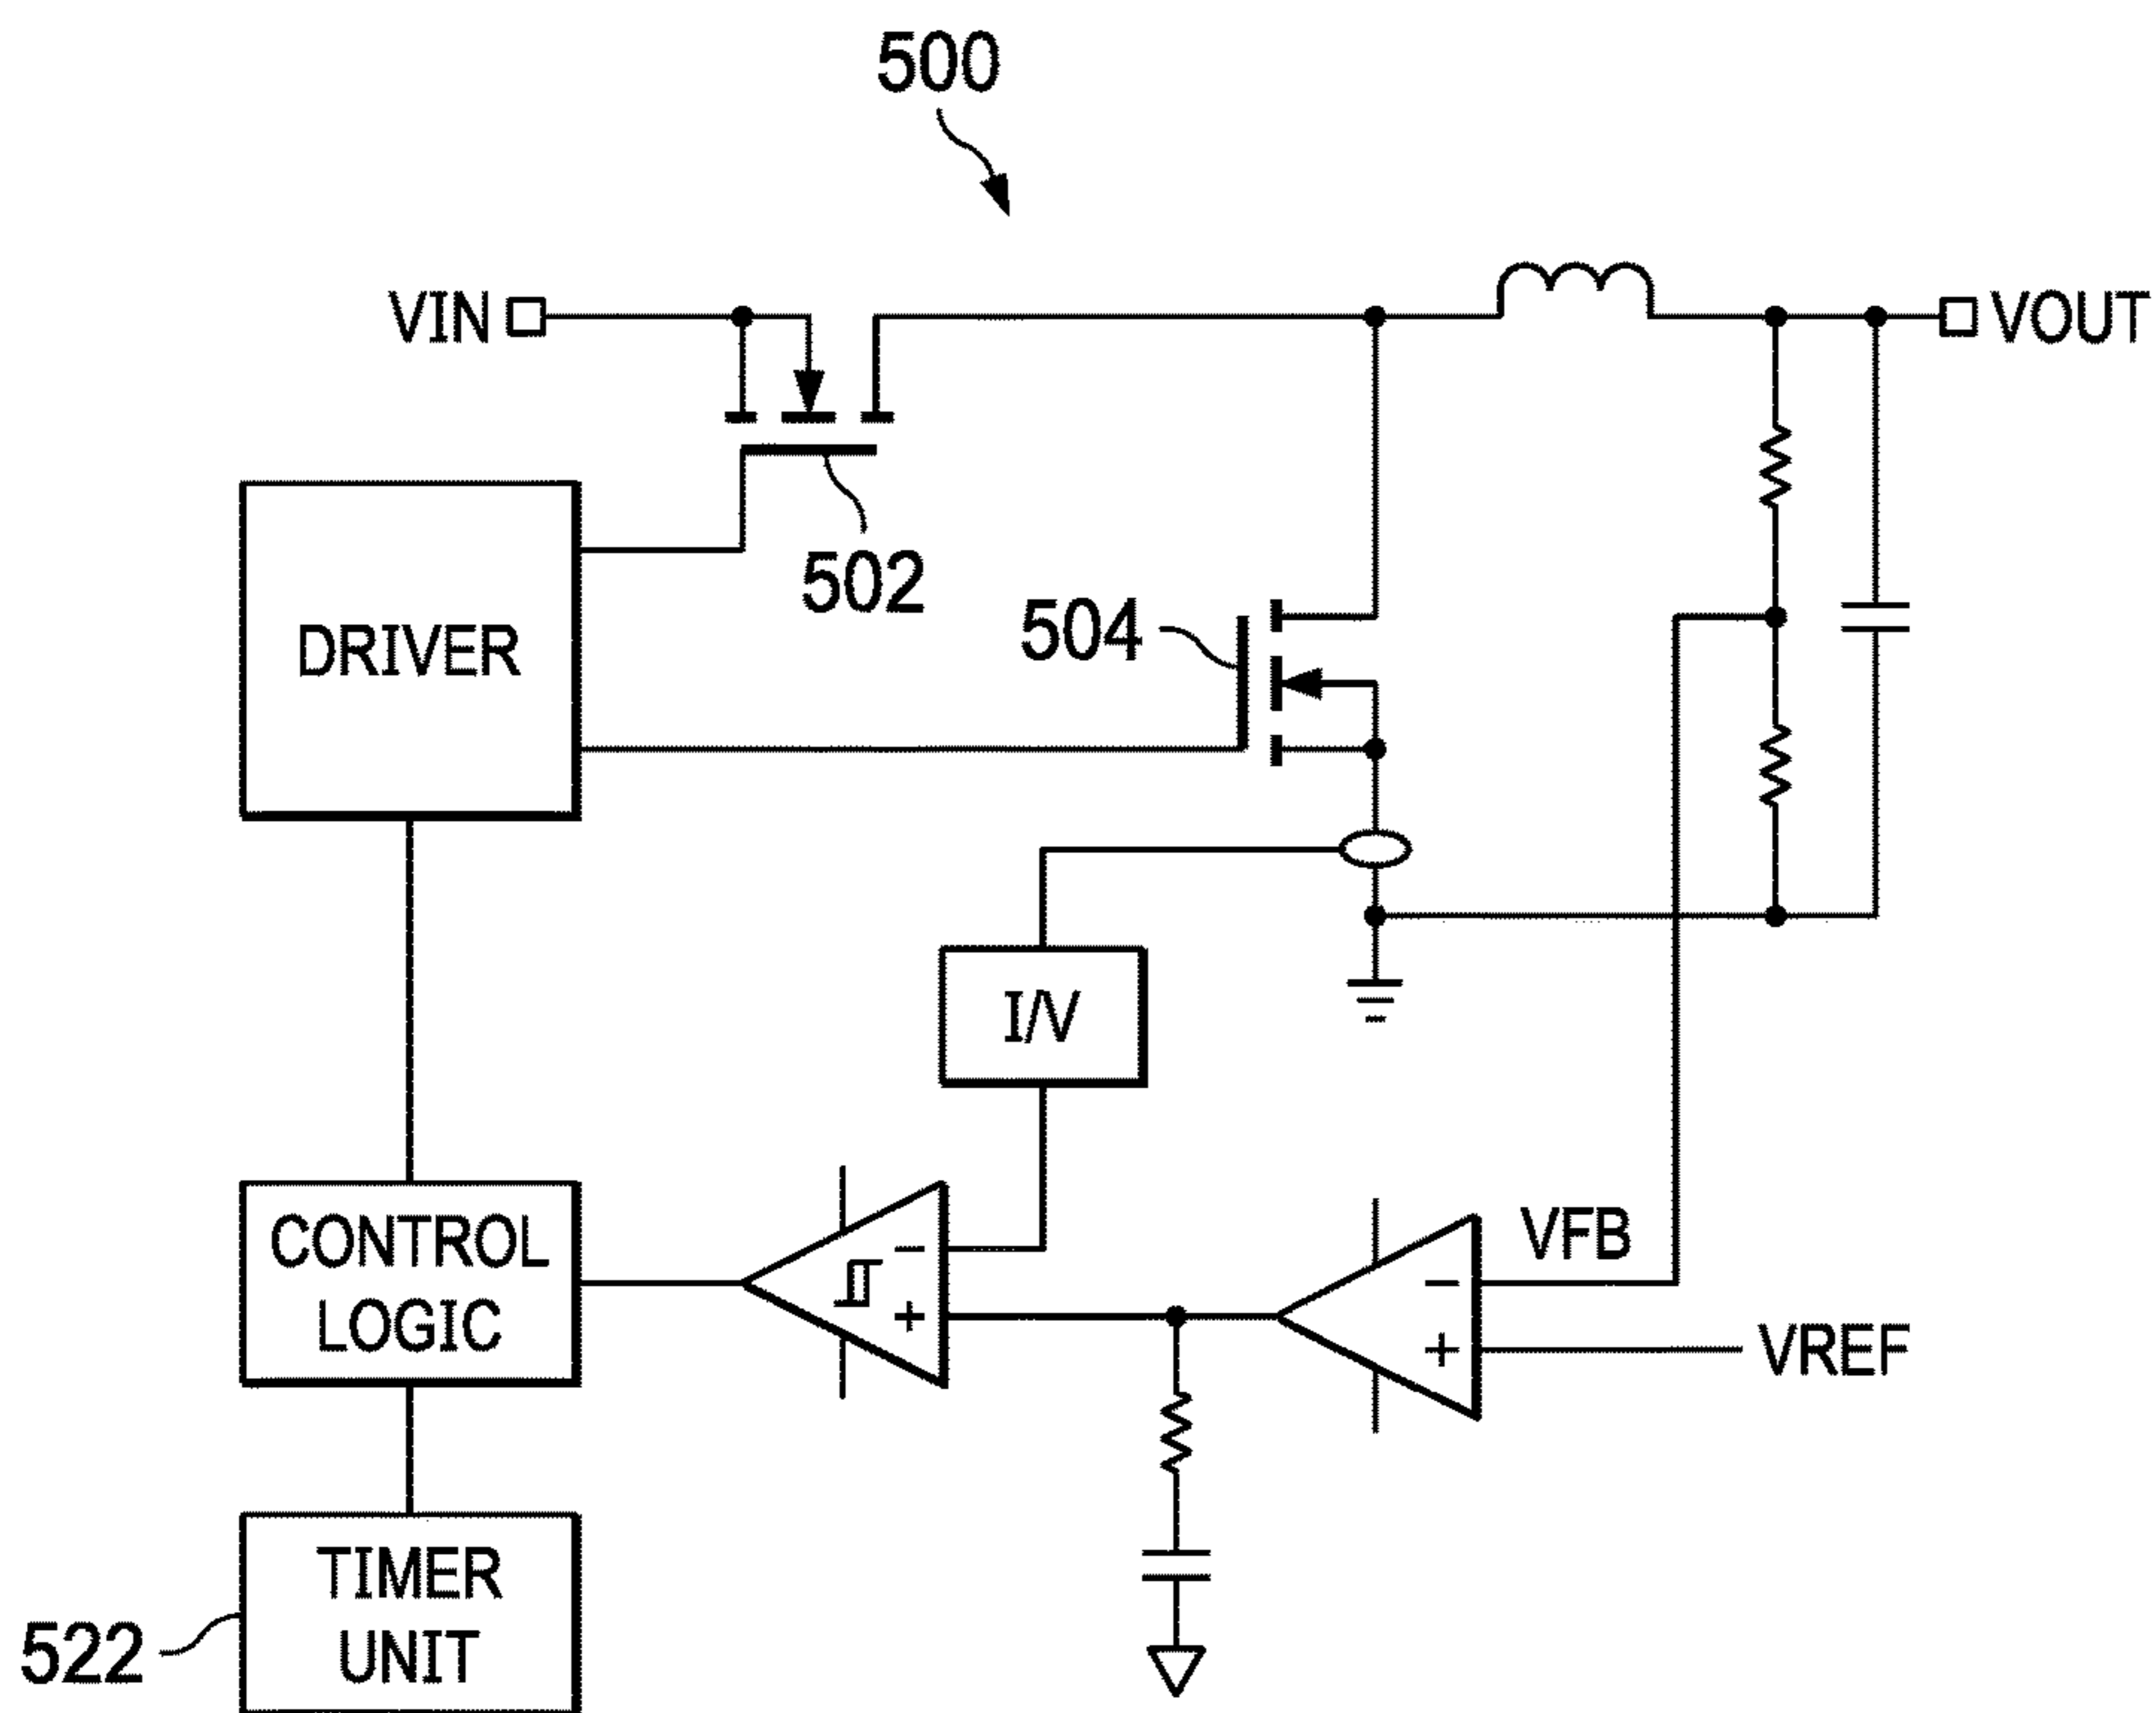 500
VIN
VOUT
502
504
DRIVER
I/V
CONTROL
LOGIC
-
+
VFB
-
+
VREF
TIMER
UNIT
522